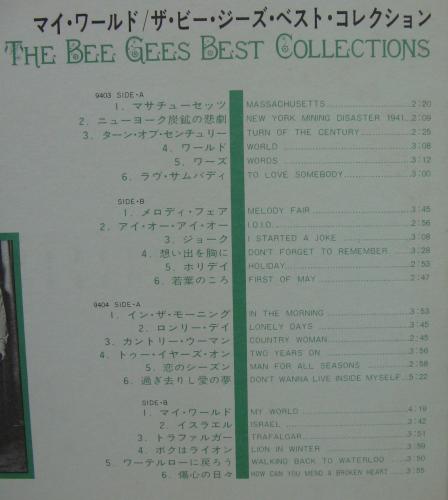 マイ・ワールド/ザ・ビー・ジーズ・ベスト・コレクション
THE BEE GEES BEST COLLECTIONS
9403 SIDE・A
1. マサチューセッツ MASSACHUSETTS 2:20
2. ニューヨーク炭鉱の悲劇 NEW YORK MINING DISASTER 1941 2:09
3. ターン・オブ・センチュリー TURN OF THE CENTURY 2:25
4. ワールド WORLD 3:08
5. ワーズ WORDS 3:12
6. ラヴ・サムバディ TO LOVE SOMEBODY 3:00
SIDE・B
1. メロディ・フェア MELODY FAIR 3:45
2. アイ・オー・アイ・オー I.O.I.O. 2:56
3. ジョーク I STARTED A JOKE 3:08
4. 想い出を胸に DON'T FORGET TO REMEMBER 3:28
5. ホリデイ HOLIDAY 2:53
6. 若葉のころ FIRST OF MAY 2:47
9404 SIDE・A
1. イン・ザ・モーニング IN THE MORNING 3:53
2. ロンリー・デイ LONELY DAYS 3:45
3. カントリー・ウーマン COUNTRY WOMAN 2:45
4. トゥー・イヤーズ・オン TWO YEARS ON 3:56
5. 恋のシーズン MAN FOR ALL SEASONS 2:58
6. 過ぎ去りし愛の夢 DON'T WANNA LIVE INSIDE MYSELF 5:22
SIDE・B
1. マイ・ワールド MY WORLD 4:19
2. イスラエル ISRAEL 3:42
3. トラファルガー TRAFALGAR 3:51
4. ボクはライオン LION IN WINTER 3:59
5. ワーテルローに戻ろう WALKING BACK TO WATERLOO 3:50
6. 傷心の日々 HOW CAN YOU MEND A BROKEN HEART 3:55